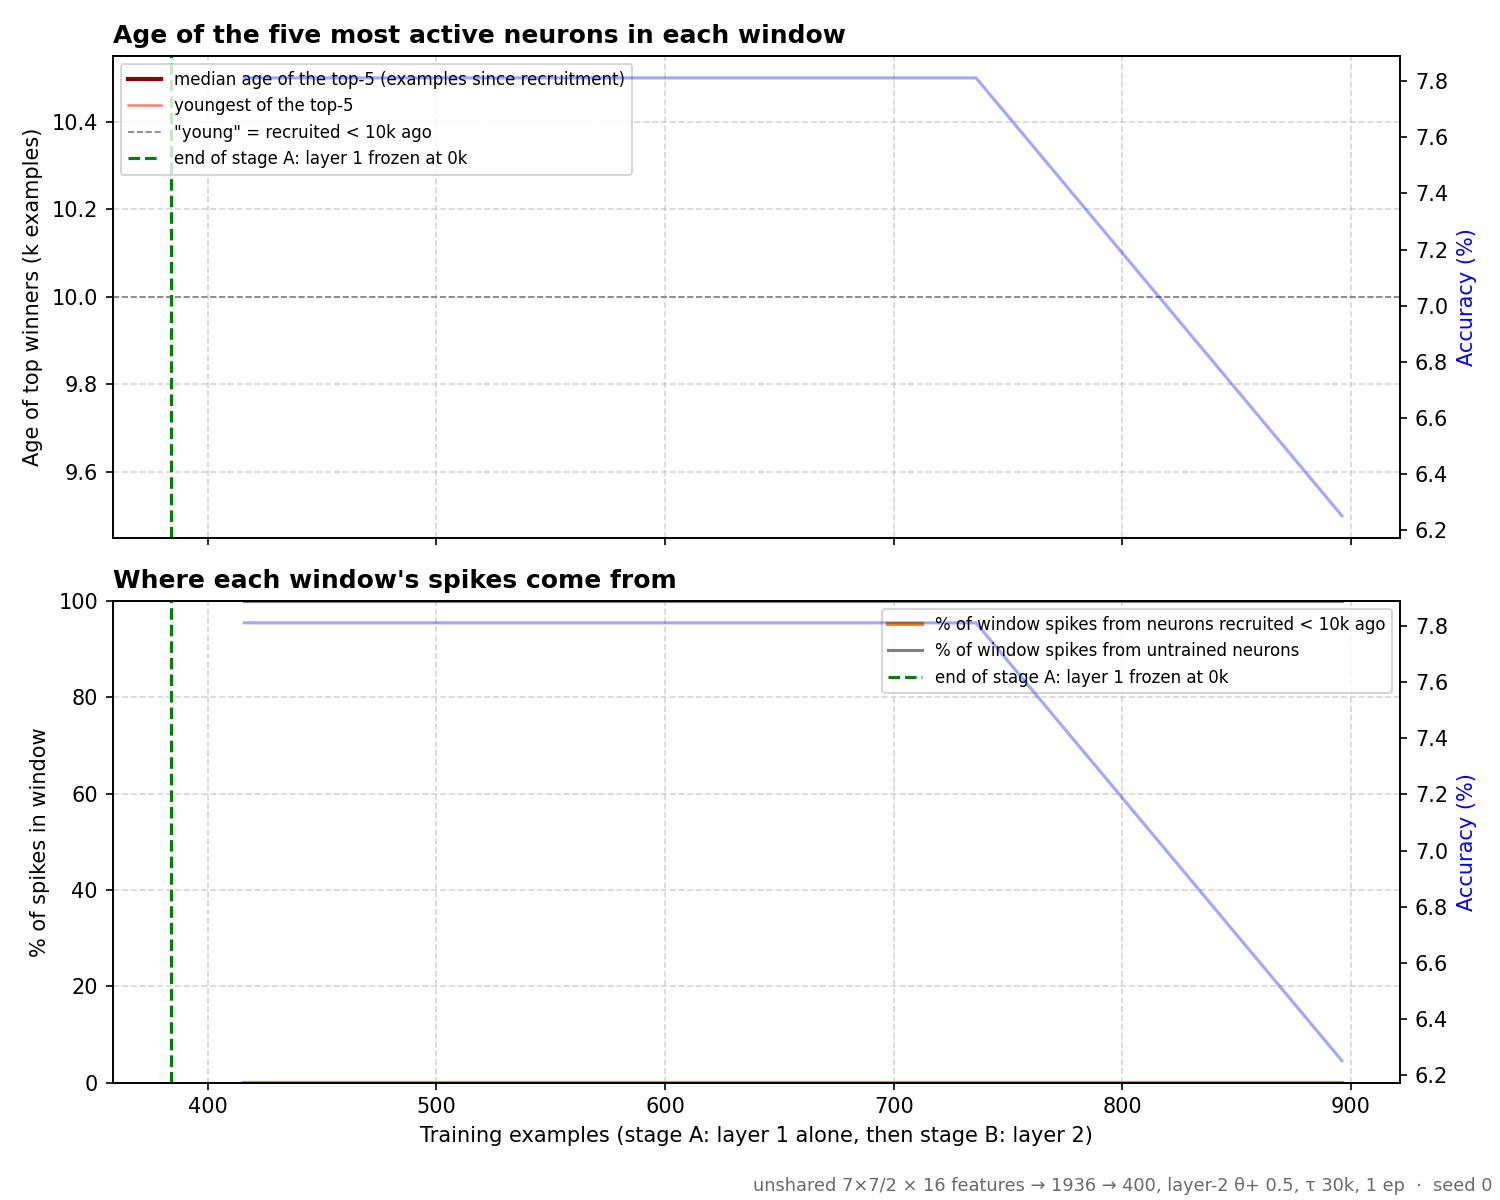 Age of the five most active neurons in each window
median age of the top-5 (examples since recruitment)
youngest of the top-5
"young" = recruited < 10k ago
end of stage A: layer 1 frozen at 0k
Age of top winners (k examples)
10.4
10.2
10.0
9.8
9.6
7.8
7.6
7.4
7.2
7.0
6.8
6.6
6.4
6.2
Accuracy (%)
Where each window's spikes come from
% of window spikes from neurons recruited < 10k ago
% of window spikes from untrained neurons
end of stage A: layer 1 frozen at 0k
% of spikes in window
100
80
60
40
20
0
7.8
7.6
7.4
7.2
7.0
6.8
6.6
6.4
6.2
Accuracy (%)
400 500 600 700 800 900
Training examples (stage A: layer 1 alone, then stage B: layer 2)
unshared 7×7/2 × 16 features → 1936 → 400, layer-2 θ+ 0.5, τ 30k, 1 ep · seed 0